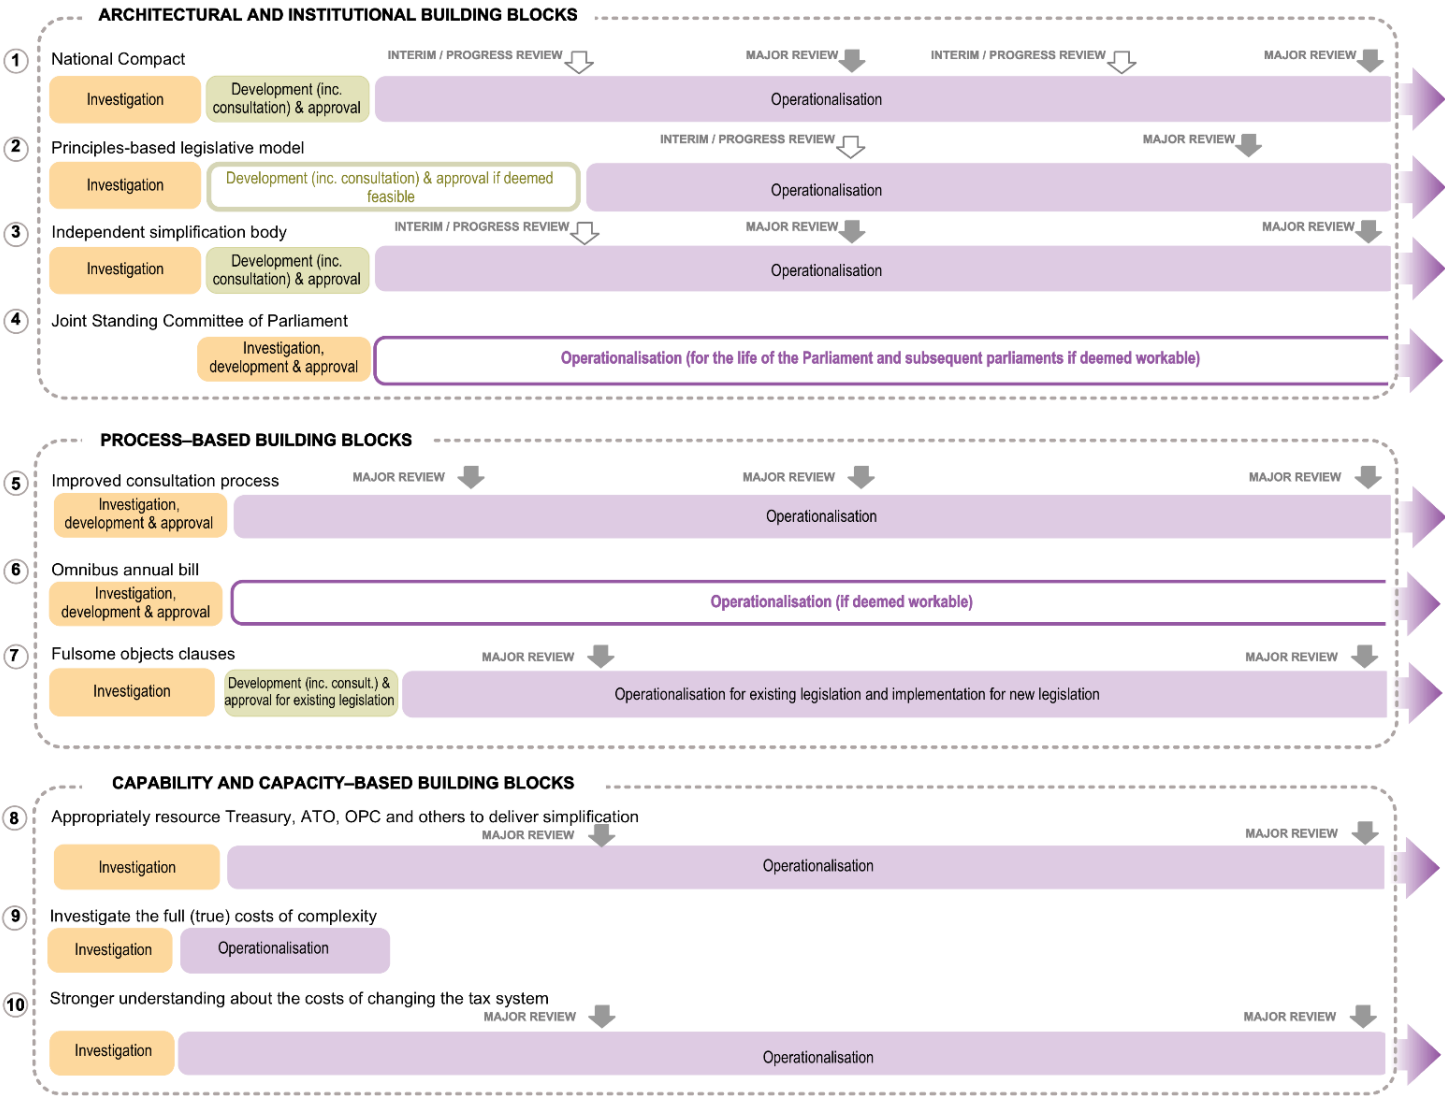 ARCHITECTURAL AND INSTITUTIONAL BUILDING BLOCKS
1
National Compact
INTERIM / PROGRESS REVIEW
MAJOR REVIEW
INTERIM / PROGRESS REVIEW
MAJOR REVIEW
Investigation
Development (inc.
consultation) & approval
Operationalisation
2
Principles-based legislative model
INTERIM / PROGRESS REVIEW
MAJOR REVIEW
Investigation
Development (inc. consultation) & approval if deemed
feasible
Operationalisation
3
Independent simplification body
INTERIM / PROGRESS REVIEW
MAJOR REVIEW
MAJOR REVIEW
Investigation
Development (inc.
consultation) & approval
Operationalisation
4
Joint Standing Committee of Parliament
Investigation,
development & approval
Operationalisation (for the life of the Parliament and subsequent parliaments if deemed workable)
PROCESS–BASED BUILDING BLOCKS
5
Improved consultation process
MAJOR REVIEW
MAJOR REVIEW
MAJOR REVIEW
Investigation,
development & approval
Operationalisation
6
Omnibus annual bill
Investigation,
development & approval
Operationalisation (if deemed workable)
7
Fulsome objects clauses
MAJOR REVIEW
MAJOR REVIEW
Investigation
Development (inc. consult.) &
approval for existing legislation
Operationalisation for existing legislation and implementation for new legislation
CAPABILITY AND CAPACITY–BASED BUILDING BLOCKS
8
Appropriately resource Treasury, ATO, OPC and others to deliver simplification
MAJOR REVIEW
MAJOR REVIEW
Investigation
Operationalisation
9
Investigate the full (true) costs of complexity
Investigation
Operationalisation
10
Stronger understanding about the costs of changing the tax system
MAJOR REVIEW
MAJOR REVIEW
Investigation
Operationalisation